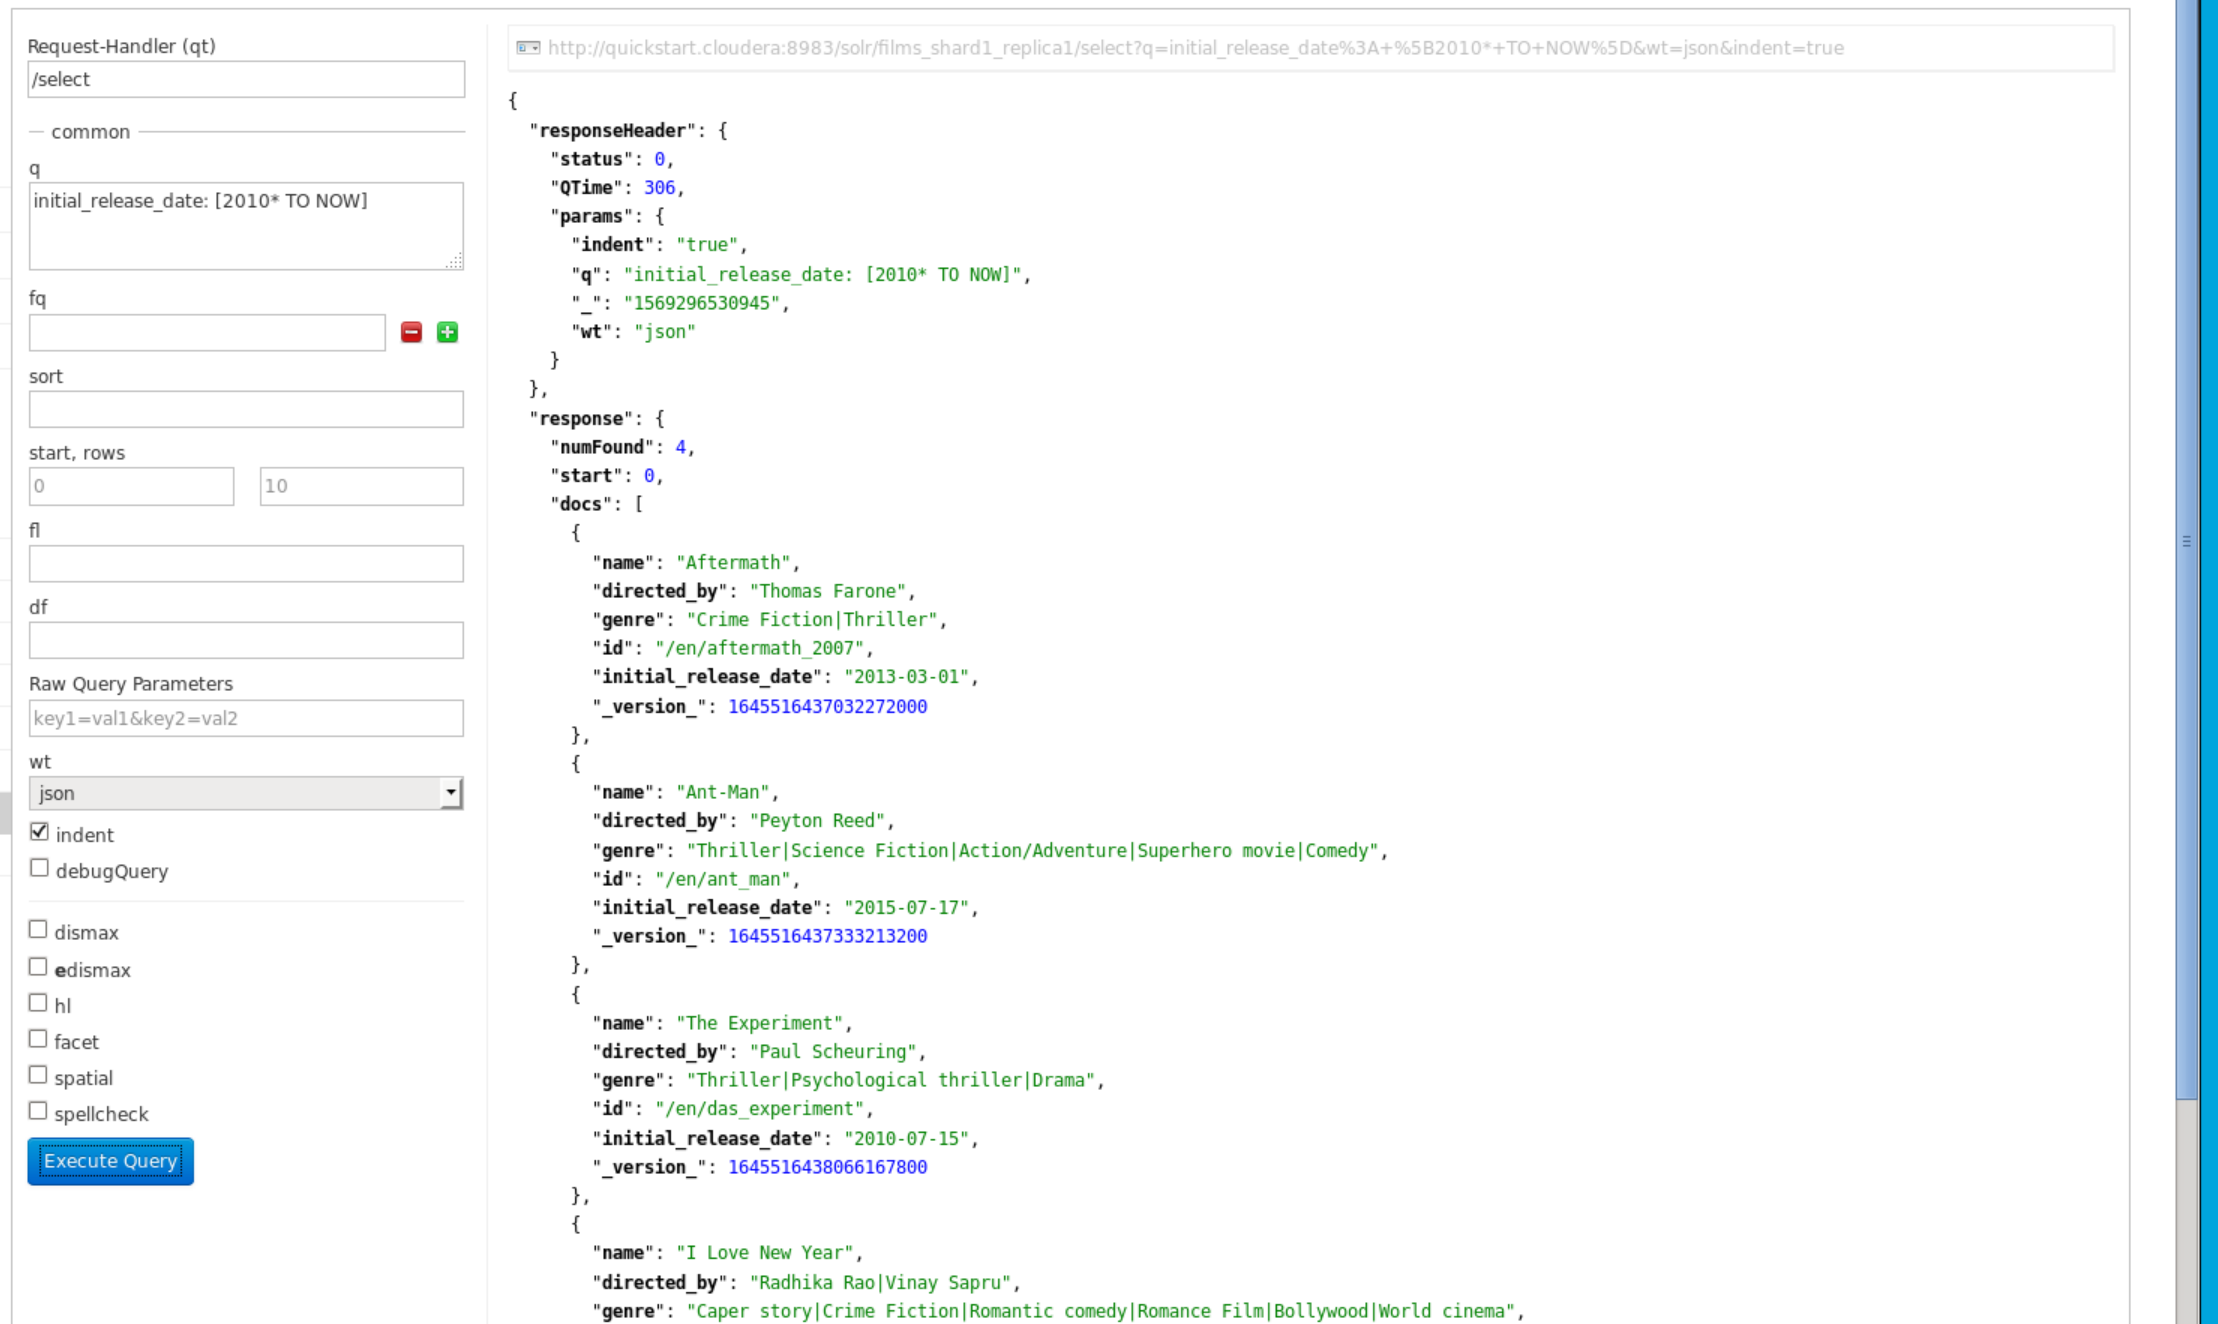 Request-Handler (qt)
/select
common
q
initial_release_date: [2010* TO NOW]
fq
sort
start, rows
0 10
fl
df
Raw Query Parameters
key1=val1&key2=val2
wt
json
indent
debugQuery
dismax
edismax
hl
facet
spatial
spellcheck
Execute Query
http://quickstart.cloudera:8983/solr/films_shard1_replica1/select?q=initial_release_date%3A+%5B2010*+TO+NOW%5D&wt=json&indent=true
{
"responseHeader": {
"status": 0,
"QTime": 306,
"params": {
"indent": "true",
"q": "initial_release_date: [2010* TO NOW]",
"_": "1569296530945",
"wt": "json"
}
},
"response": {
"numFound": 4,
"start": 0,
"docs": [
{
"name": "Aftermath",
"directed_by": "Thomas Farone",
"genre": "Crime Fiction|Thriller",
"id": "/en/aftermath_2007",
"initial_release_date": "2013-03-01",
"_version_": 1645516437032272000
},
{
"name": "Ant-Man",
"directed_by": "Peyton Reed",
"genre": "Thriller|Science Fiction|Action/Adventure|Superhero movie|Comedy",
"id": "/en/ant_man",
"initial_release_date": "2015-07-17",
"_version_": 1645516437333213200
},
{
"name": "The Experiment",
"directed_by": "Paul Scheuring",
"genre": "Thriller|Psychological thriller|Drama",
"id": "/en/das_experiment",
"initial_release_date": "2010-07-15",
"_version_": 1645516438066167800
},
{
"name": "I Love New Year",
"directed_by": "Radhika Rao|Vinay Sapru",
"genre": "Caper story|Crime Fiction|Romantic comedy|Romance Film|Bollywood|World cinema",